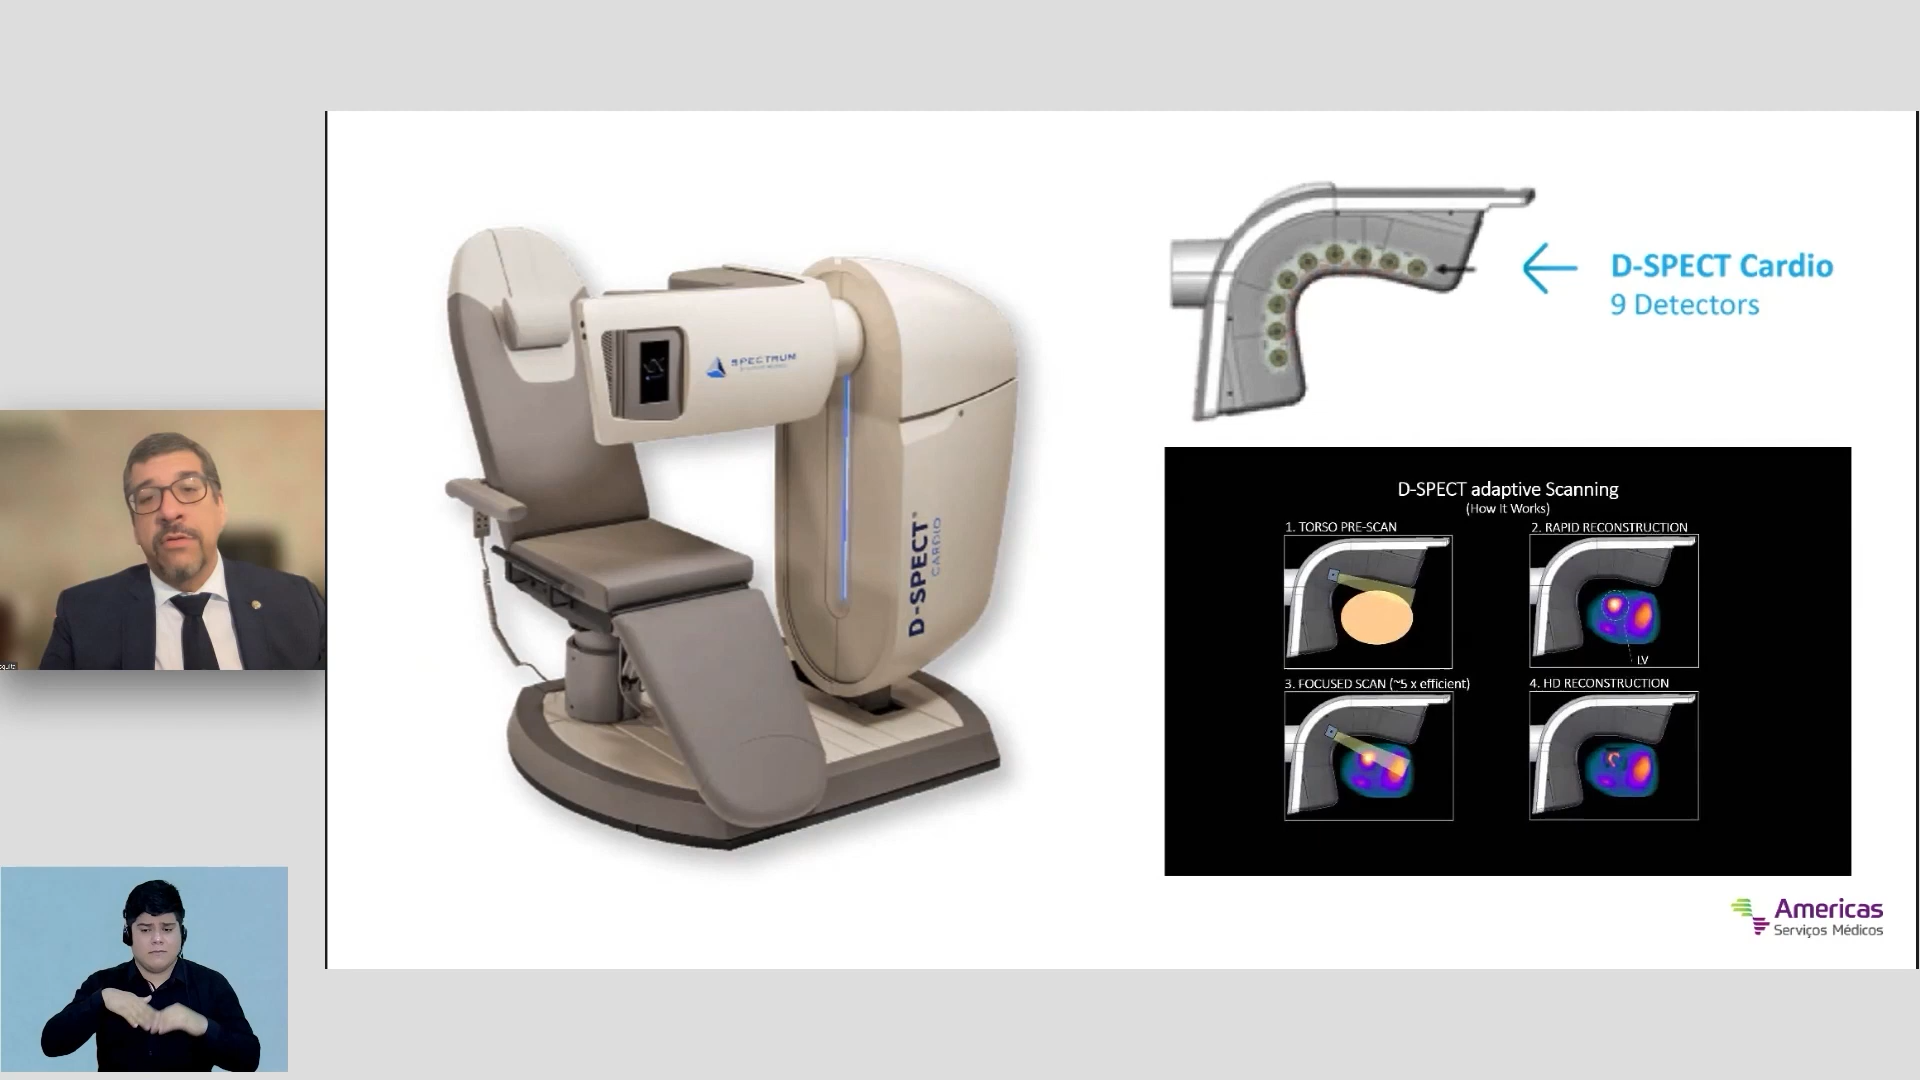 D-SPECT Cardio
9 Detectors
SPECTRUM
D-SPECT®
CARDIO
D-SPECT adaptive Scanning
(How It Works)
1. TORSO PRE-SCAN
2. RAPID RECONSTRUCTION
LV
3. FOCUSED SCAN (~5 x efficient)
4. HD RECONSTRUCTION
Americas
Serviços Médicos